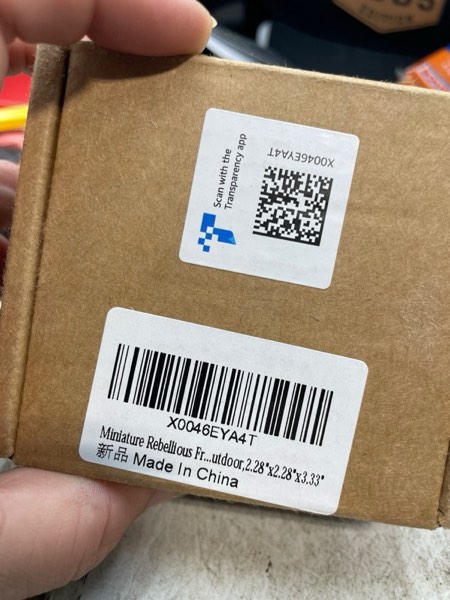 Scan with the
Transparency app
X0046EYA4T
X0046EYA4T
Miniature Rebellious Fr...utdoor,2.28"x2.28"x3.33"
新品 Made In China